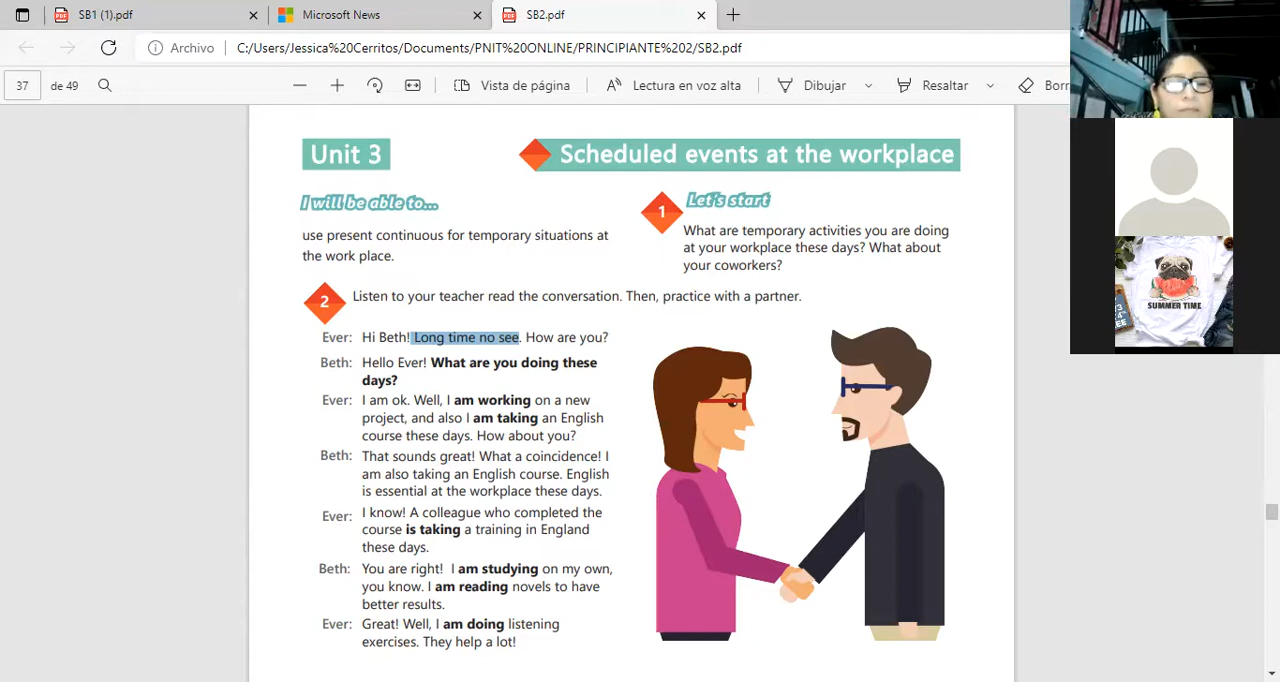 SB1 (1).pdf
Microsoft News
SB2.pdf
Archivo
C:/Users/Jessica%20Cerritos/Documents/PNIT%20ONLINE/PRINCIPIANTE%202/SB2.pdf
37 de 49
Vista de página
Lectura en voz alta
Dibujar
Resaltar
Borr
Unit 3
Scheduled events at the workplace
I will be able to...
use present continuous for temporary situations at
the work place.
1
Let's start
What are temporary activities you are doing
at your workplace these days? What about
your coworkers?
2
Listen to your teacher read the conversation. Then, practice with a partner.
Ever: Hi Beth! Long time no see. How are you?
Beth: Hello Ever! What are you doing these
days?
Ever: I am ok. Well, I am working on a new
project, and also I am taking an English
course these days. How about you?
Beth: That sounds great! What a coincidence! I
am also taking an English course. English
is essential at the workplace these days.
Ever: I know! A colleague who completed the
course is taking a training in England
these days.
Beth: You are right! I am studying on my own,
you know. I am reading novels to have
better results.
Ever: Great! Well, I am doing listening
exercises. They help a lot!
SUMMER TIME